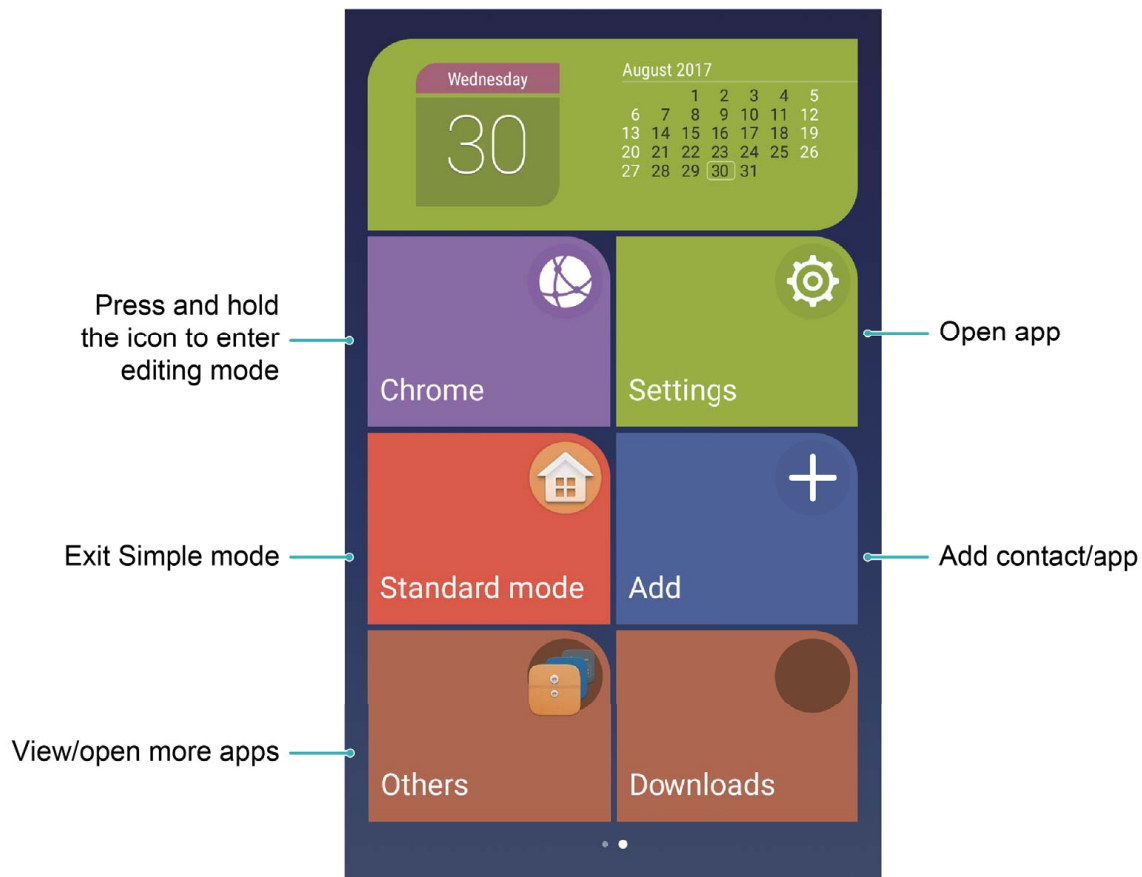 Wednesday
30
August 2017
1 2 3 4 5
6 7 8 9 10 11 12
13 14 15 16 17 18 19
20 21 22 23 24 25 26
27 28 29 30 31
Press and hold
the icon to enter
editing mode
Chrome
Settings
Open app
Exit Simple mode
Standard mode
Add
Add contact/app
View/open more apps
Others
Downloads